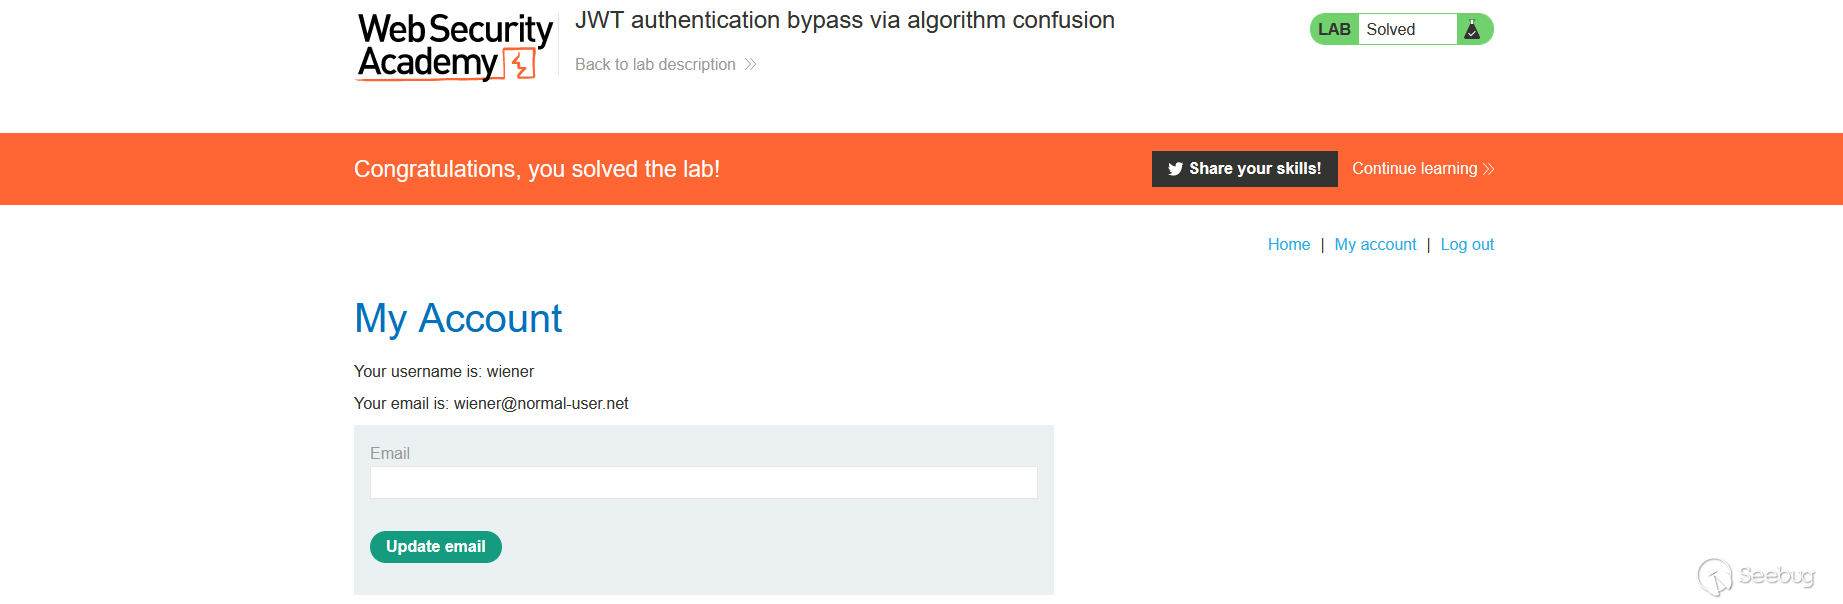 Web Security
Academy
JWT authentication bypass via algorithm confusion
Back to lab description
LAB Solved
Congratulations, you solved the lab!
Share your skills!
Continue learning
Home | My account | Log out
My Account
Your username is: wiener
Your email is: wiener@normal-user.net
Email
Update email
Seebug